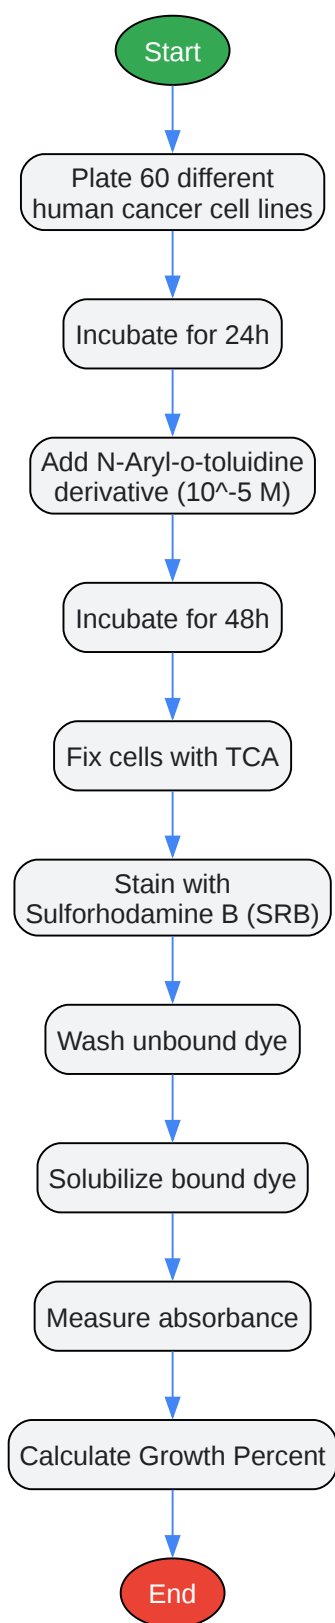 Start
Plate 60 different
human cancer cell lines
Incubate for 24h
Add N-Aryl-o-toluidine
derivative (10^-5 M)
Incubate for 48h
Fix cells with TCA
Stain with
Sulforhodamine B (SRB)
Wash unbound dye
Solubilize bound dye
Measure absorbance
Calculate Growth Percent
End